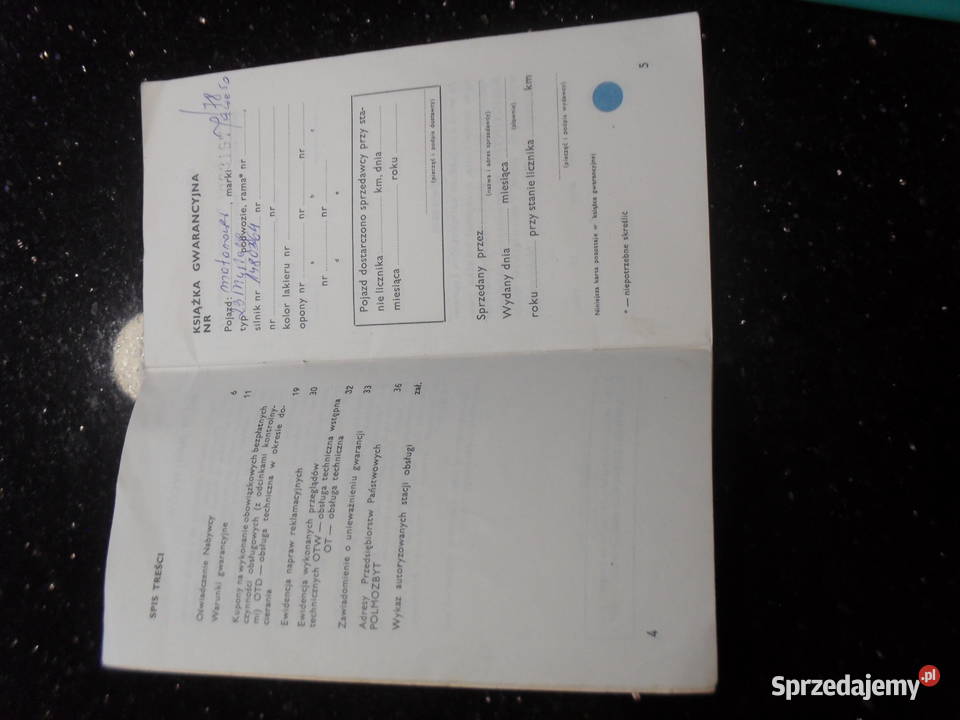 SPIS TREŚCI
Oświadczenie Nabywcy
Warunki gwarancyjne 6
Kupony na wykonanie obowiązkowych bezpłatnych 11
czynności obsługowych (z odcinkami kontrolny-
mi) OTD — obsługa techniczna w okresie do-
cierania
Ewidencja napraw reklamacyjnych 19
Ewidencja wykonanych przeglądów 30
technicznych OTW — obsługa techniczna wstępna
OT — obsługa techniczna
Zawiadomienie o unieważnieniu gwarancji 32
Adresy Przedsiębiorstw Państwowych 33
POLMOZBYT
Wykaz autoryzowanych stacji obsługi 36
zał.
4
KSIĄŻKA GWARANCYJNA
NR
Pojazd: , marki
typ , podwozie, rama* nr
silnik nr 1480764 nr
nr nr
kolor lakieru nr
opony nr nr nr
nr nr
Pojazd dostarczono sprzedawcy przy sta-
nie licznika km, dnia
miesiąca roku
(pieczęć i podpis dostawcy)
Sprzedany przez
(nazwa i adres sprzedawcy)
Wydany dnia miesiąca
(słownie)
roku przy stanie licznika km
(pieczęć i podpis wydawcy)
Niniejsza karta pozostaje w książce gwarancyjnej
* — niepotrzebne skreślić
5
Sprzedajemy.pl